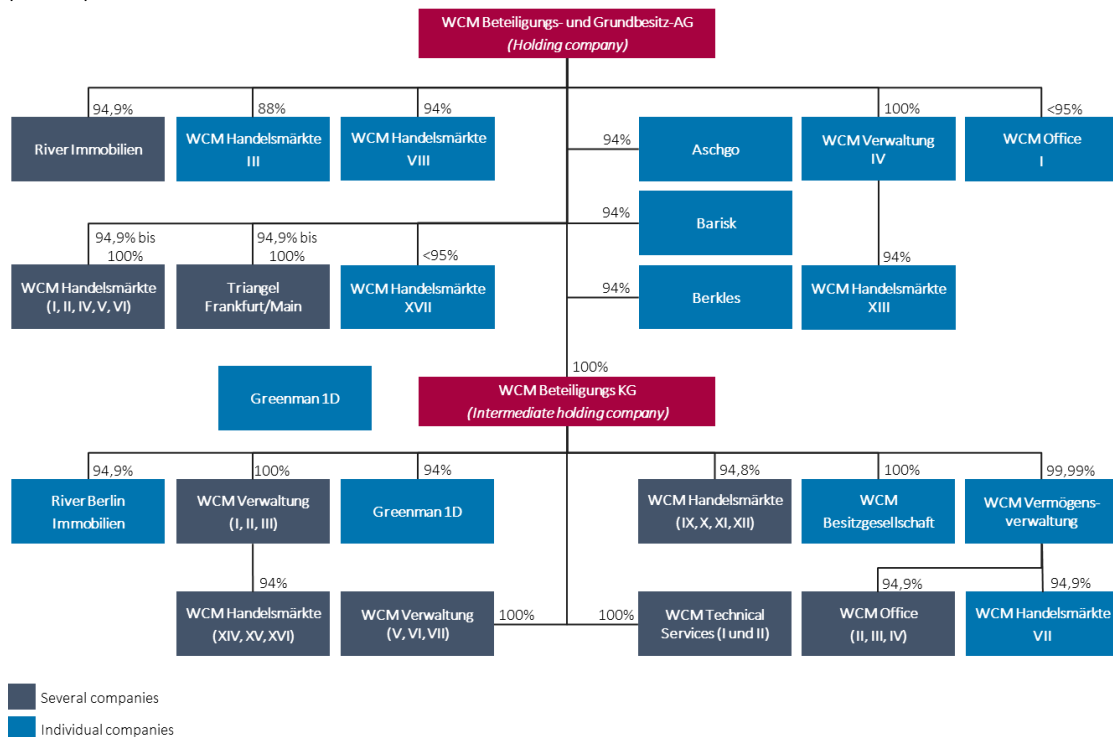 WCM Beteiligungs- und Grundbesitz-AG
(Holding company)
94,9%
88%
94%
100%
<95%
River Immobilien
WCM Handelsmärkte
III
WCM Handelsmärkte
VIII
94%
Aschgo
WCM Verwaltung
IV
WCM Office
I
94%
Barisk
94,9% bis
100%
94,9% bis
100%
<95%
94%
WCM Handelsmärkte
(I, II, IV, V, VI)
Triangel
Frankfurt/Main
WCM Handelsmärkte
XVII
94%
Berkles
WCM Handelsmärkte
XIII
100%
Greenman 1D
WCM Beteiligungs KG
(Intermediate holding company)
94,9%
100%
94%
94,8%
100%
99,99%
River Berlin
Immobilien
WCM Verwaltung
(I, II, III)
Greenman 1D
WCM Handelsmärkte
(IX, X, XI, XII)
WCM
Besitzgesellschaft
WCM Vermögens-
verwaltung
94%
94,9%
94,9%
WCM Handelsmärkte
(XIV, XV, XVI)
WCM Verwaltung
(V, VI, VII)
100%
100%
WCM Technical
Services (I und II)
WCM Office
(II, III, IV)
WCM Handelsmärkte
VII
Several companies
Individual companies